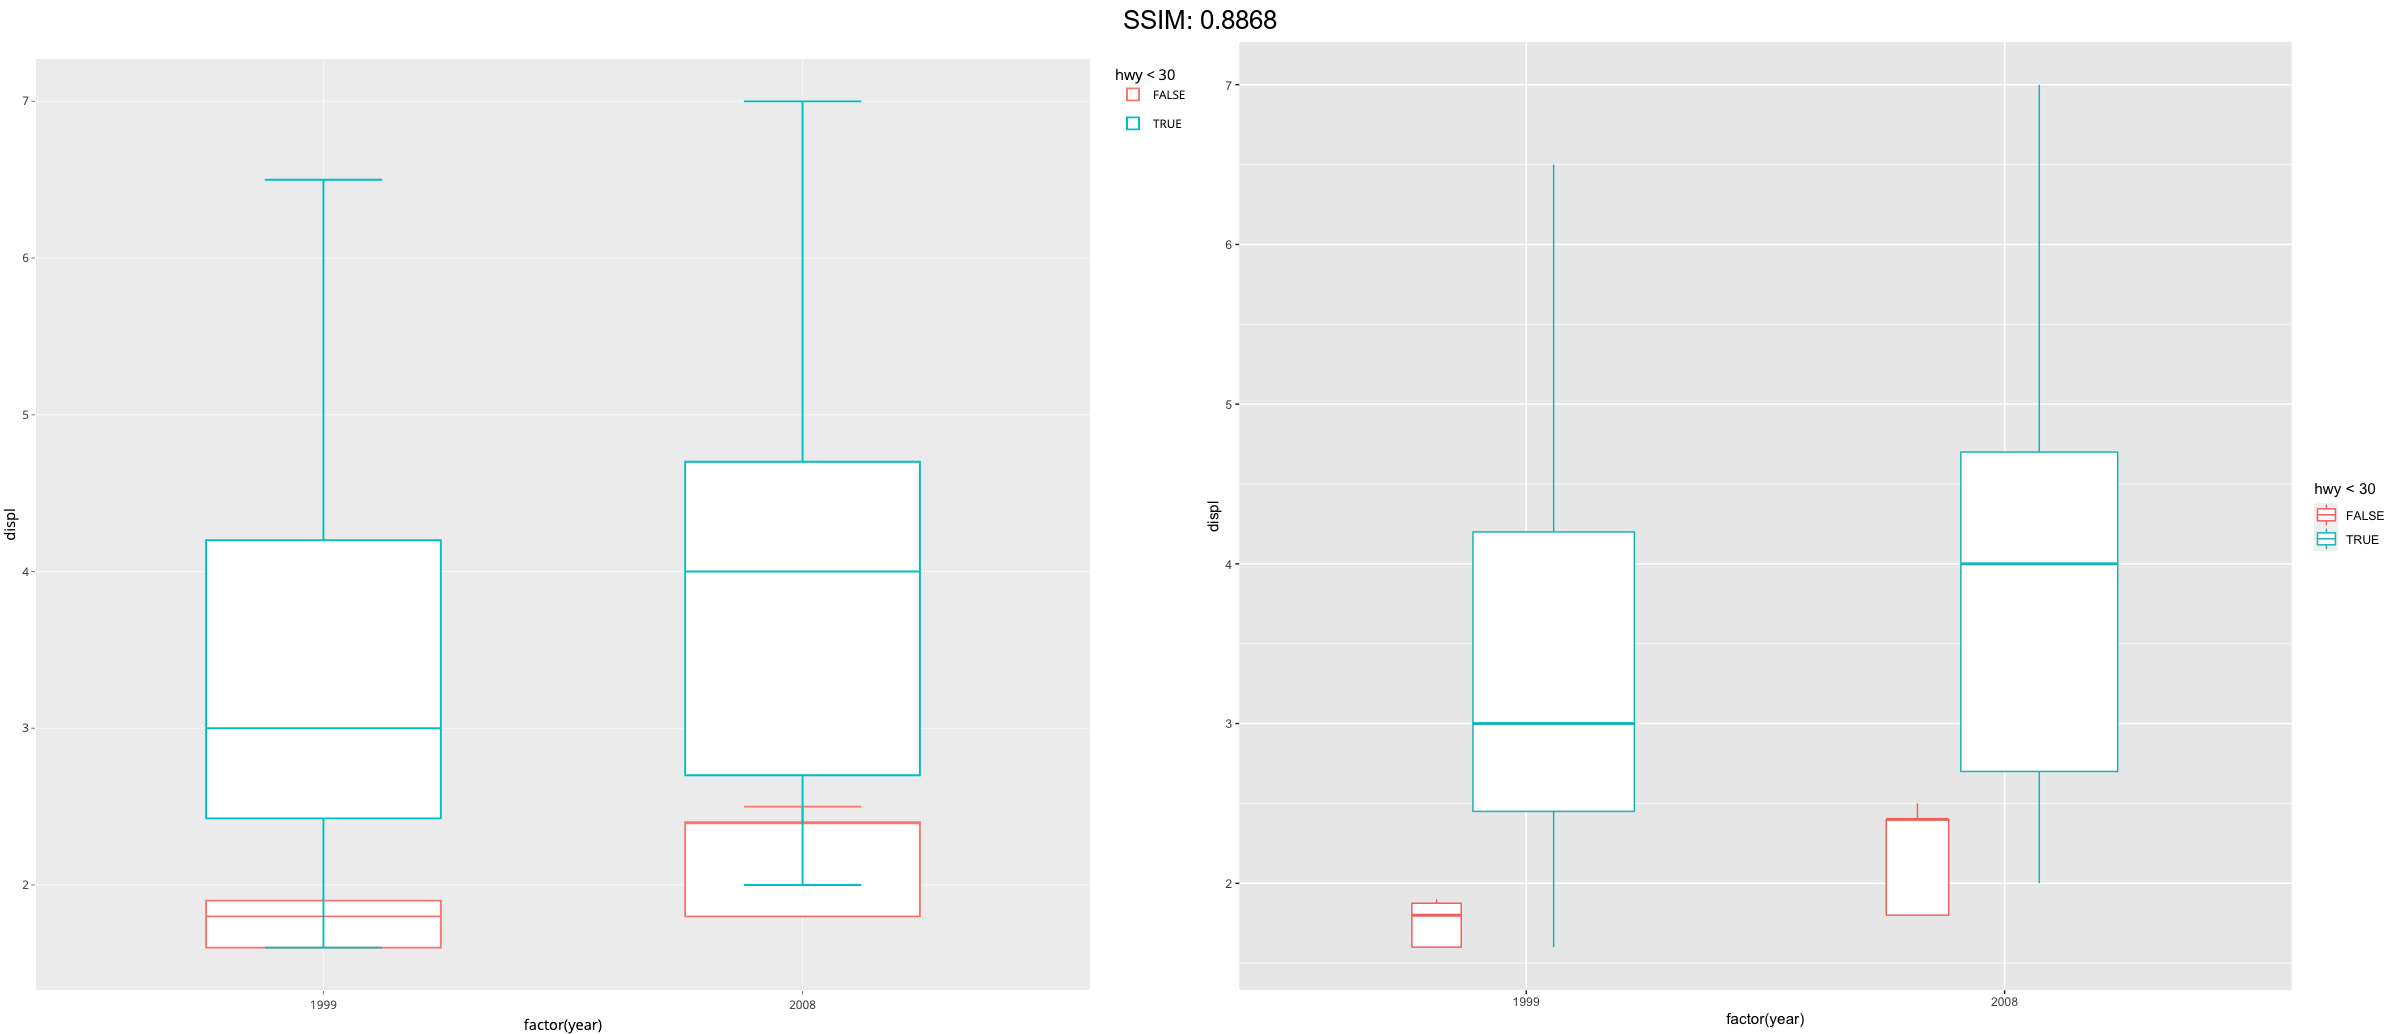 SSIM: 0.8868
7
6
5
4
3
2
displ
1999
2008
factor(year)
hwy < 30
FALSE
TRUE
7
6
5
4
3
2
displ
1999
2008
factor(year)
hwy < 30
FALSE
TRUE